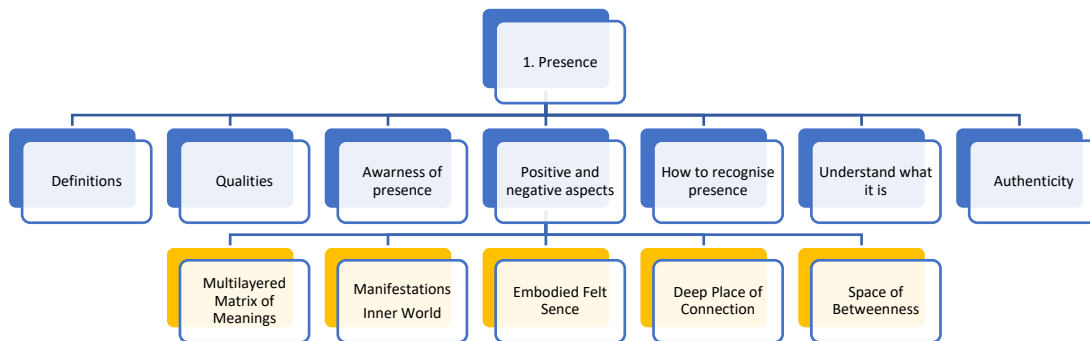 1. Presence
Definitions
Qualities
Awarness of
presence
Positive and
negative aspects
How to recognise
presence
Understand what
it is
Authenticity
Multilayered
Matrix of
Meanings
Manifestations
Inner World
Embodied Felt
Sence
Deep Place of
Connection
Space of
Betweenness